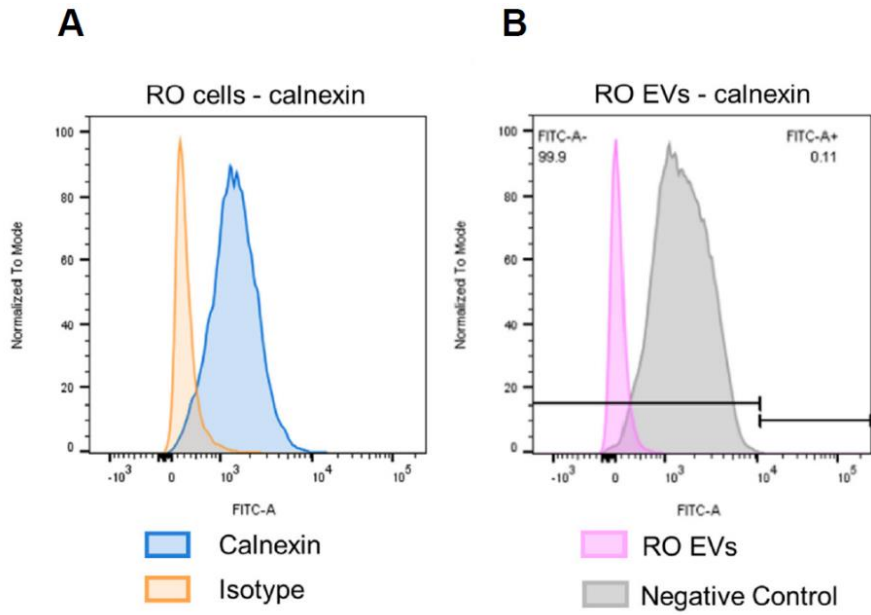 A
RO cells - calnexin
Normalized To Mode
100
80
60
40
20
0
-10³
0
10³
10⁴
10⁵
FITC-A
Calnexin
Isotype
B
RO EVs - calnexin
FITC-A-
99.9
FITC-A+
0.11
Normalized To Mode
100
80
60
40
20
0
-10³
0
10³
10⁴
10⁵
FITC-A
RO EVs
Negative Control